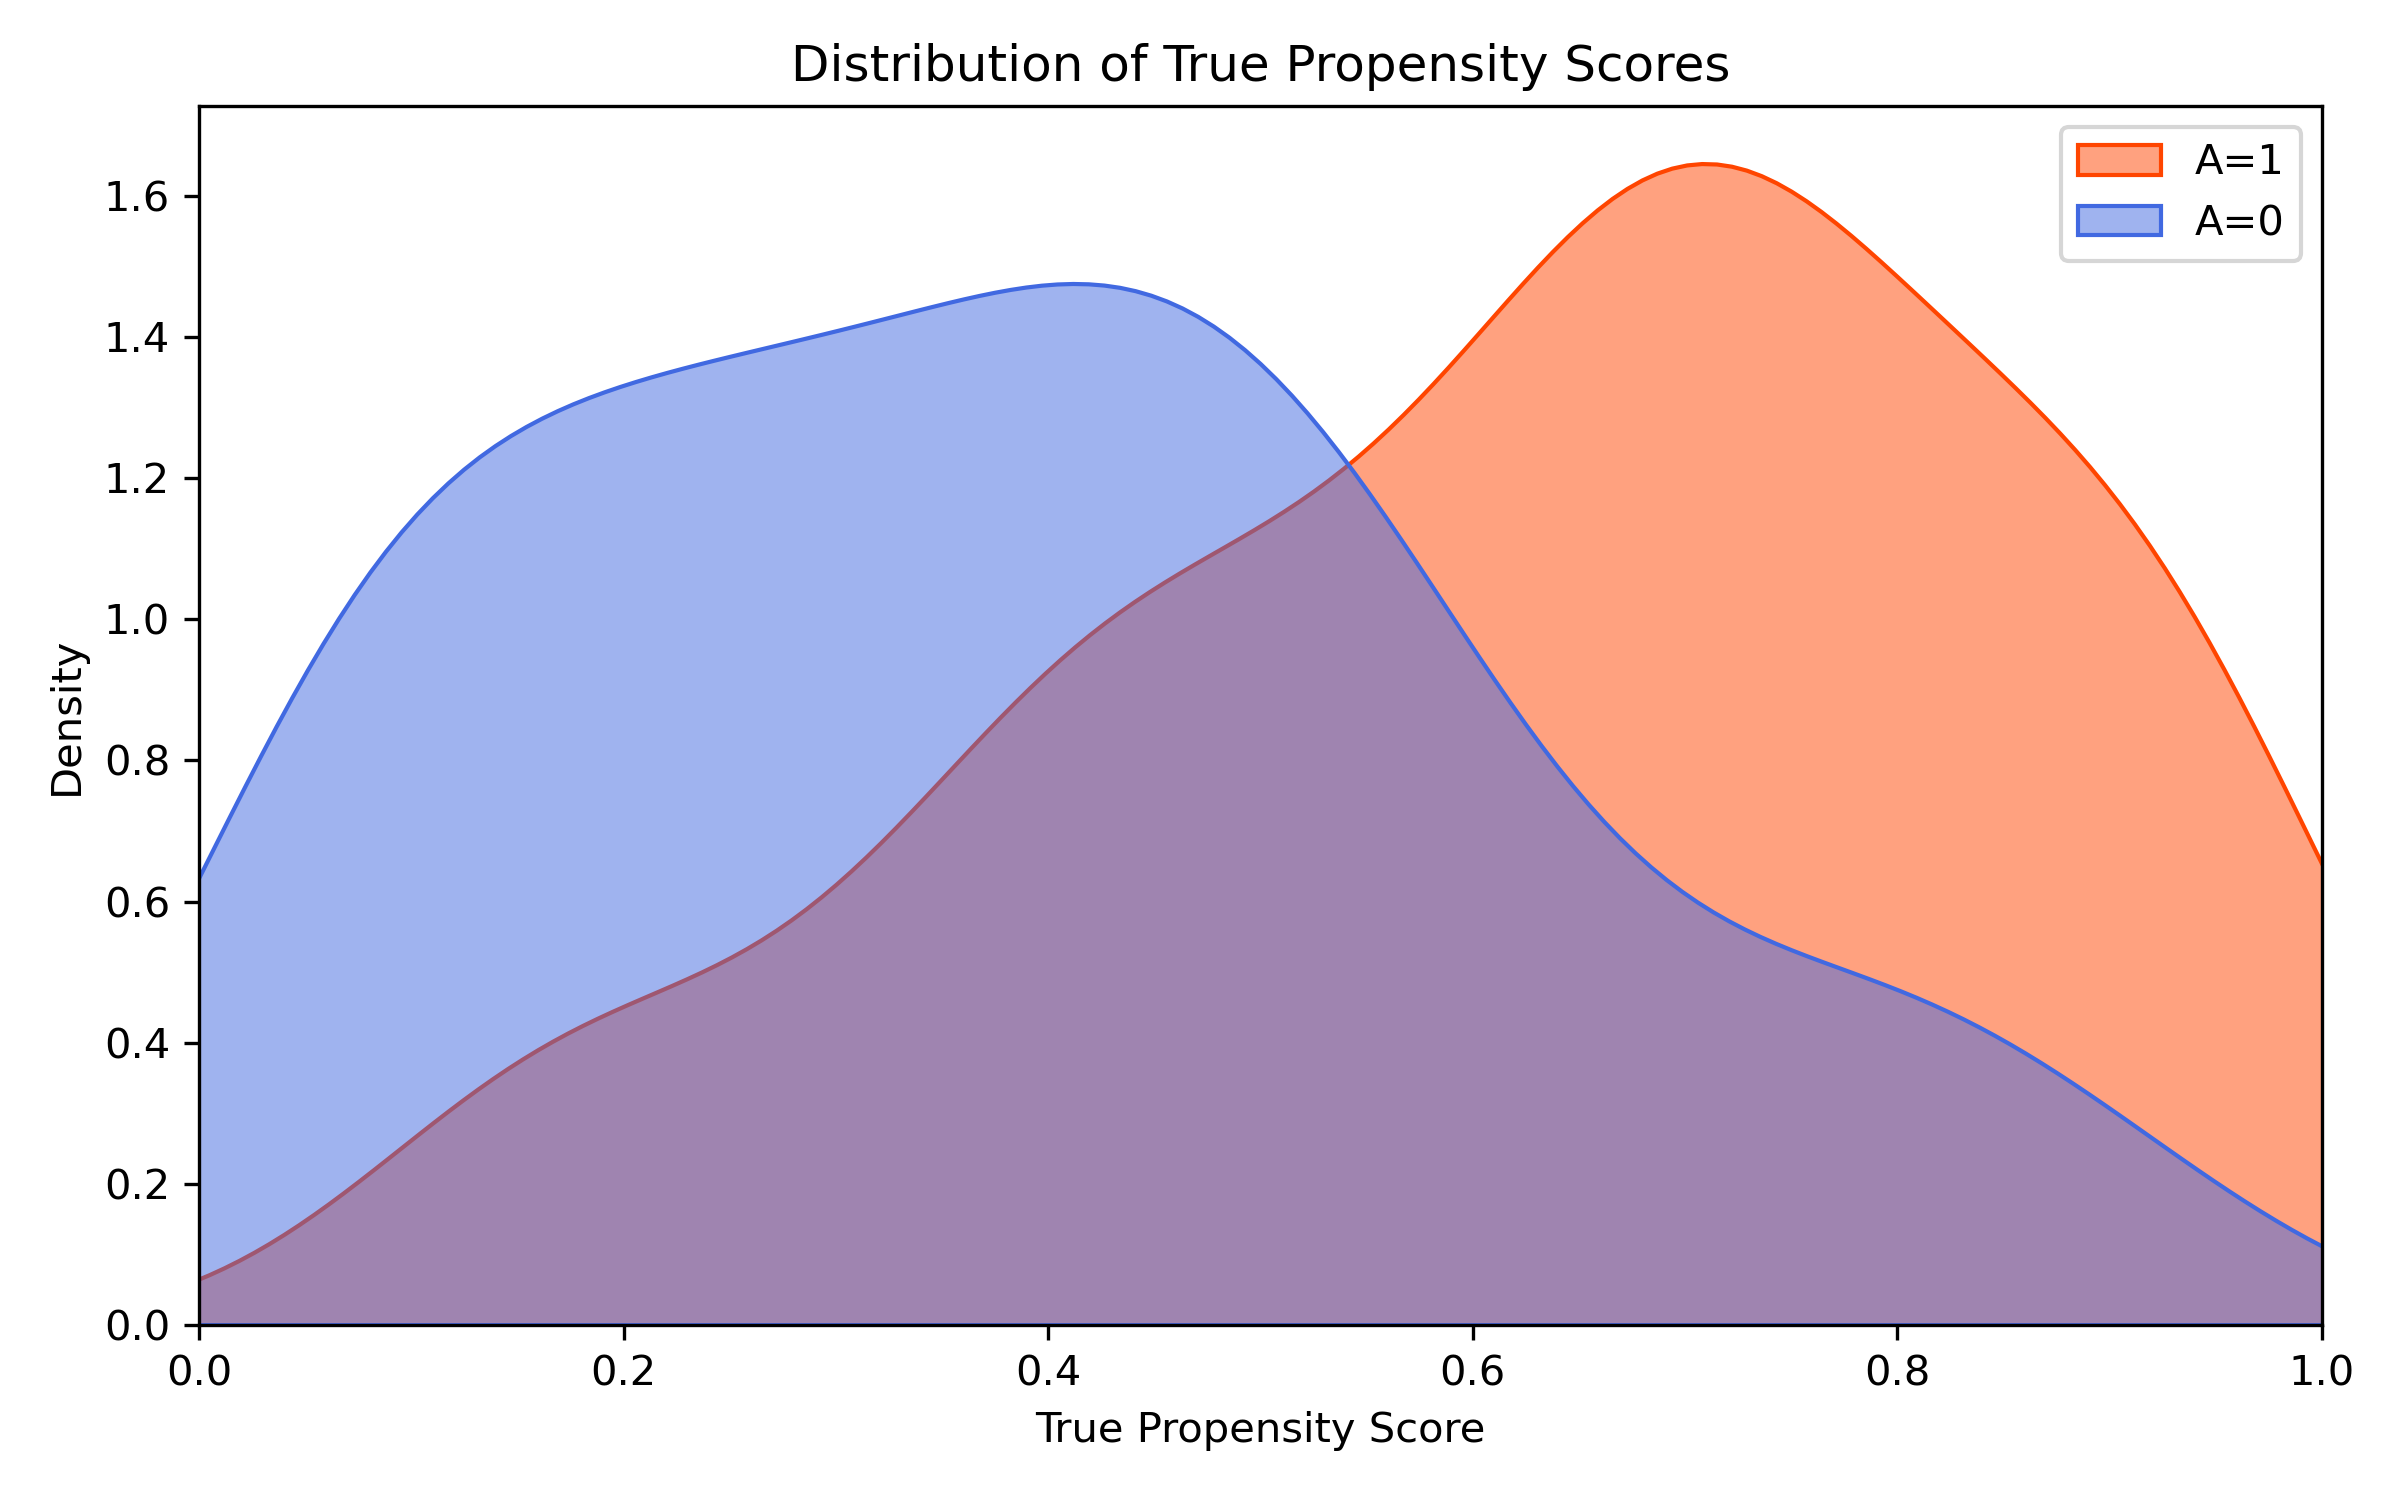 Distribution of True Propensity Scores
A=1
A=0
Density
1.6
1.4
1.2
1.0
0.8
0.6
0.4
0.2
0.0
0.0 0.2 0.4 0.6 0.8 1.0
True Propensity Score